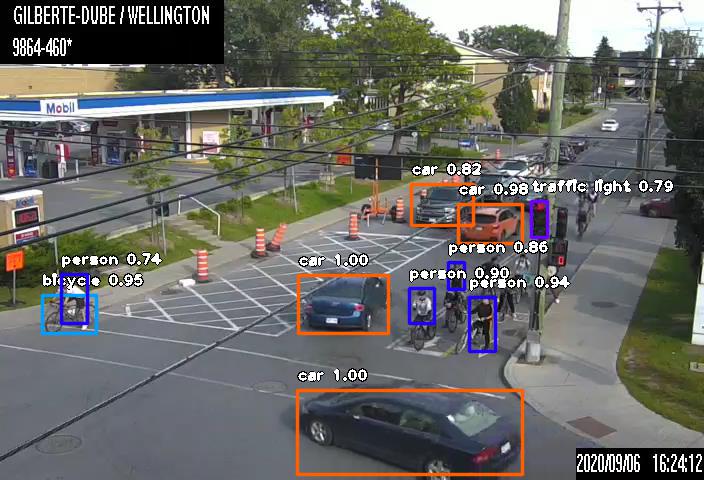 GILBERTE-DUBE / WELLINGTON
9864-460*
Mobil
car 0.82
car 0.98
traffic light 0.79
person 0.86
person 0.74
bicycle 0.95
car 1.00
person 0.90
person 0.94
car 1.00
2020/09/06 16:24:12